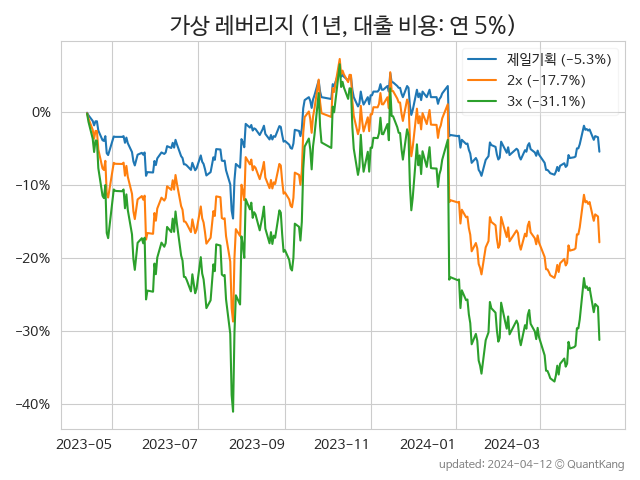 가상 레버리지 (1년, 대출 비용: 연 5%)
제일기획 (−5.3%)
2x (−17.7%)
3x (−31.1%)
0%
−10%
−20%
−30%
−40%
2023-05 2023-07 2023-09 2023-11 2024-01 2024-03
updated: 2024-04-12 © QuantKang